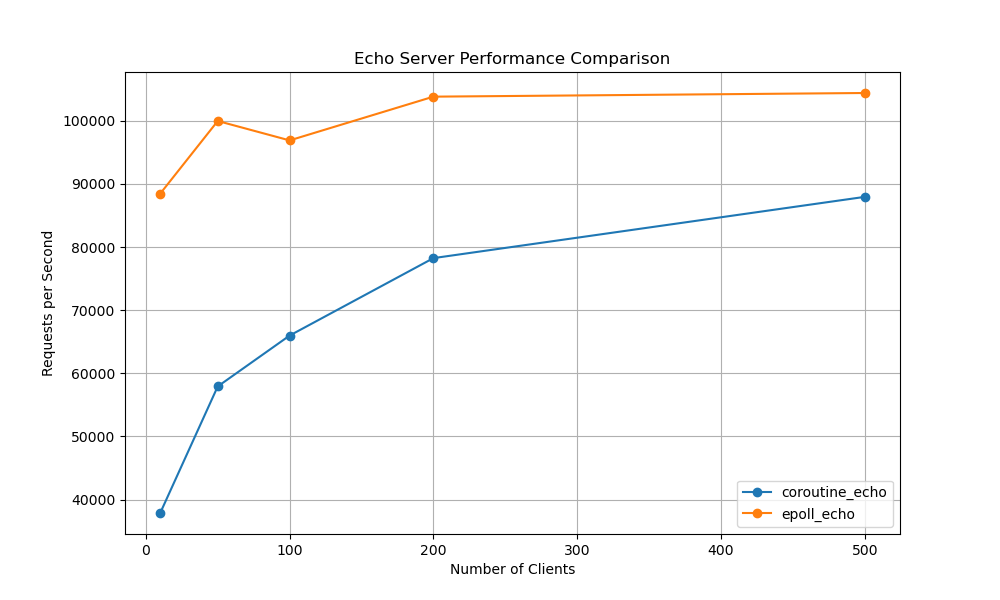 Echo Server Performance Comparison
Requests per Second
100000
90000
80000
70000
60000
50000
40000
0
100
200
300
400
500
Number of Clients
coroutine_echo
epoll_echo